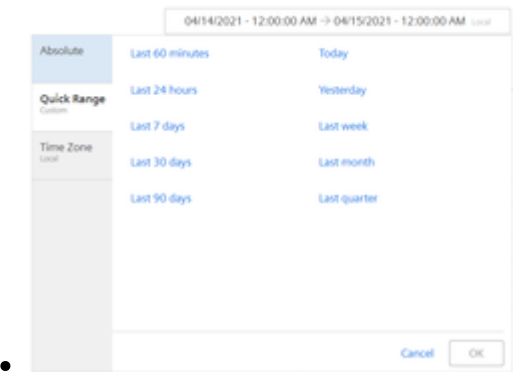 04/14/2021 - 12:00:00 AM → 04/15/2021 - 12:00:00 AM Local
Absolute
Quick Range
Custom
Time Zone
Local
Last 60 minutes
Today
Last 24 hours
Yesterday
Last 7 days
Last week
Last 30 days
Last month
Last 90 days
Last quarter
Cancel
OK